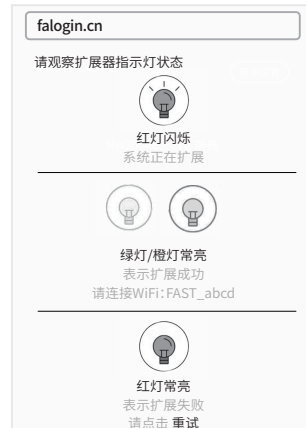 falogin.cn
请观察扩展器指示灯状态
红灯闪烁
系统正在扩展
绿灯/橙灯常亮
表示扩展成功
请连接WiFi:FAST_abcd
红灯常亮
表示扩展失败
请点击 重试